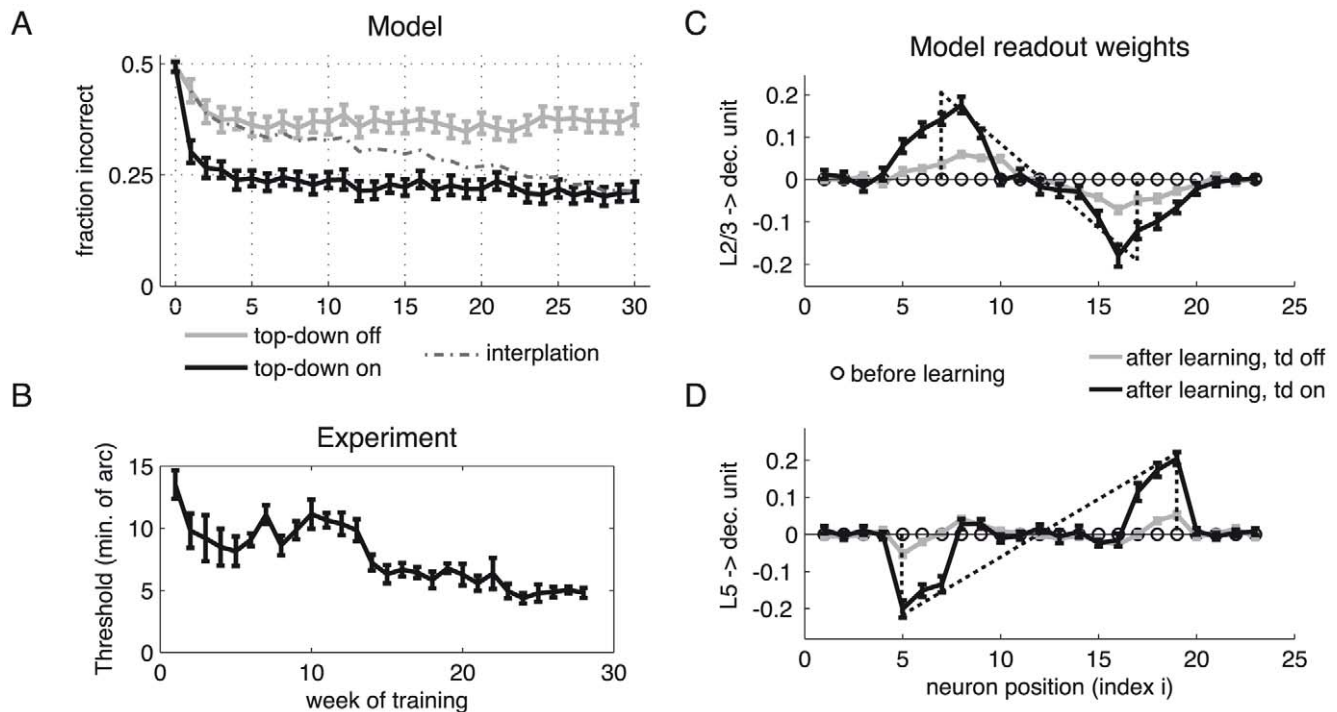 A
Model
fraction incorrect
0.5
0.25
0
0 5 10 15 20 25 30
top-down off
top-down on
interplation
B
Experiment
Threshold (min. of arc)
15
10
5
0
0 10 20 30
week of training
C
Model readout weights
L2/3 -> dec. unit
0.2
0.1
0
-0.1
-0.2
0 5 10 15 20 25
before learning
after learning, td off
after learning, td on
D
L5 -> dec. unit
0.2
0.1
0
-0.1
-0.2
0 5 10 15 20 25
neuron position (index i)